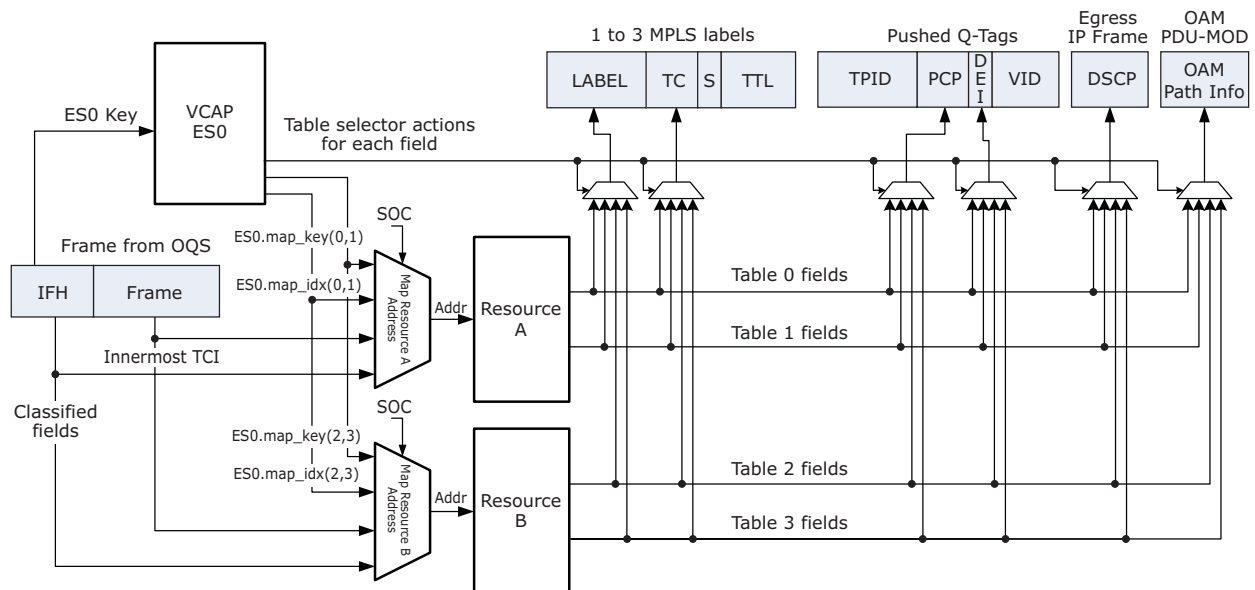 1 to 3 MPLS labels
Pushed Q-Tags
Egress
IP Frame
OAM
PDU-MOD
LABEL
TC
S
TTL
TPID
PCP
D
E
I
VID
DSCP
OAM
Path Info
ES0 Key
VCAP
ES0
Table selector actions
for each field
SOC
ES0.map_key(0,1)
Frame from OQS
IFH
Frame
ES0.map_idx(0,1)
Map Resource A
Address
Addr
Resource
A
Table 0 fields
Table 1 fields
Innermost TCI
Classified
fields
SOC
ES0.map_key(2,3)
ES0.map_idx(2,3)
Map Resource B
Address
Addr
Resource
B
Table 2 fields
Table 3 fields